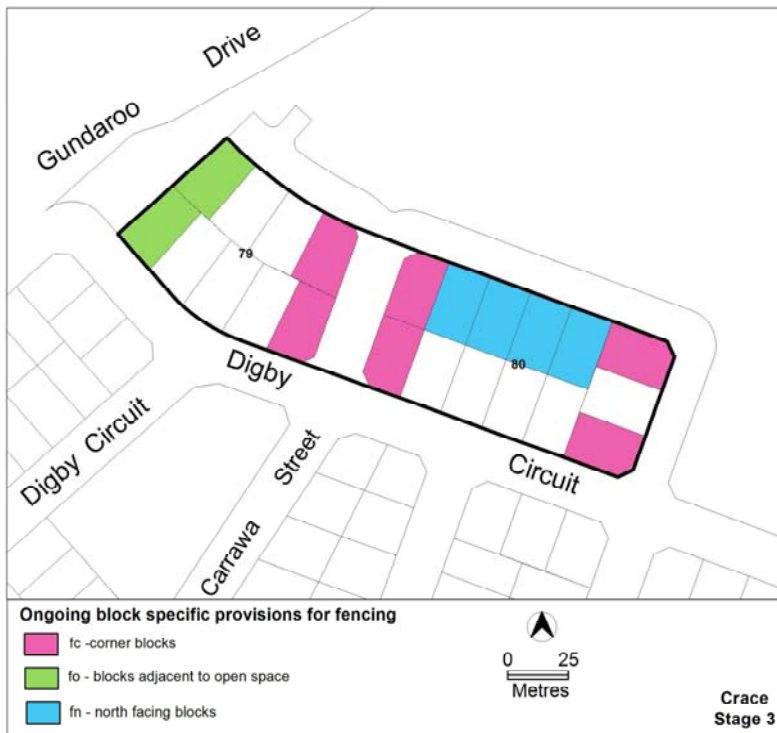 Drive
Gundaroo
79
80
Digby
Circuit
Digby Circuit
Street
Carrawa
Ongoing block specific provisions for fencing
fc -corner blocks
fo - blocks adjacent to open space
fn - north facing blocks
0 25
Metres
Crace
Stage 3